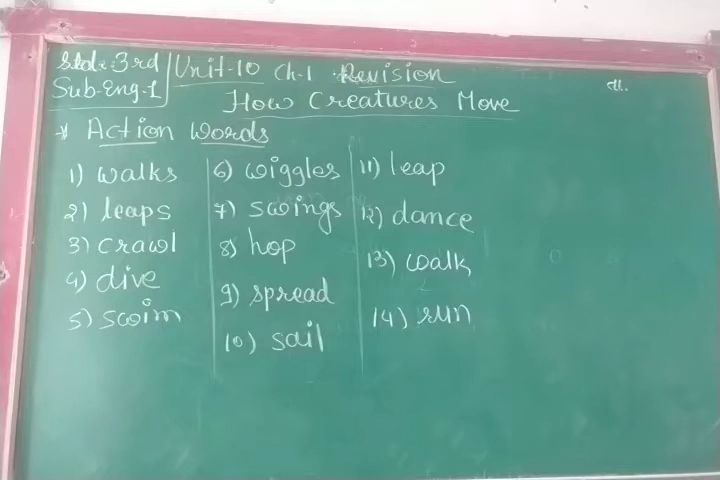 Std:-3rd
Sub-Eng-1
Unit-10 Ch-1 Revision
How Creatures Move
* Action Words
1) walks
2) leaps
3) crawl
4) dive
5) swim
6) wiggles
7) swings
8) hop
9) spread
10) sail
11) leap
12) dance
13) walk
14) run